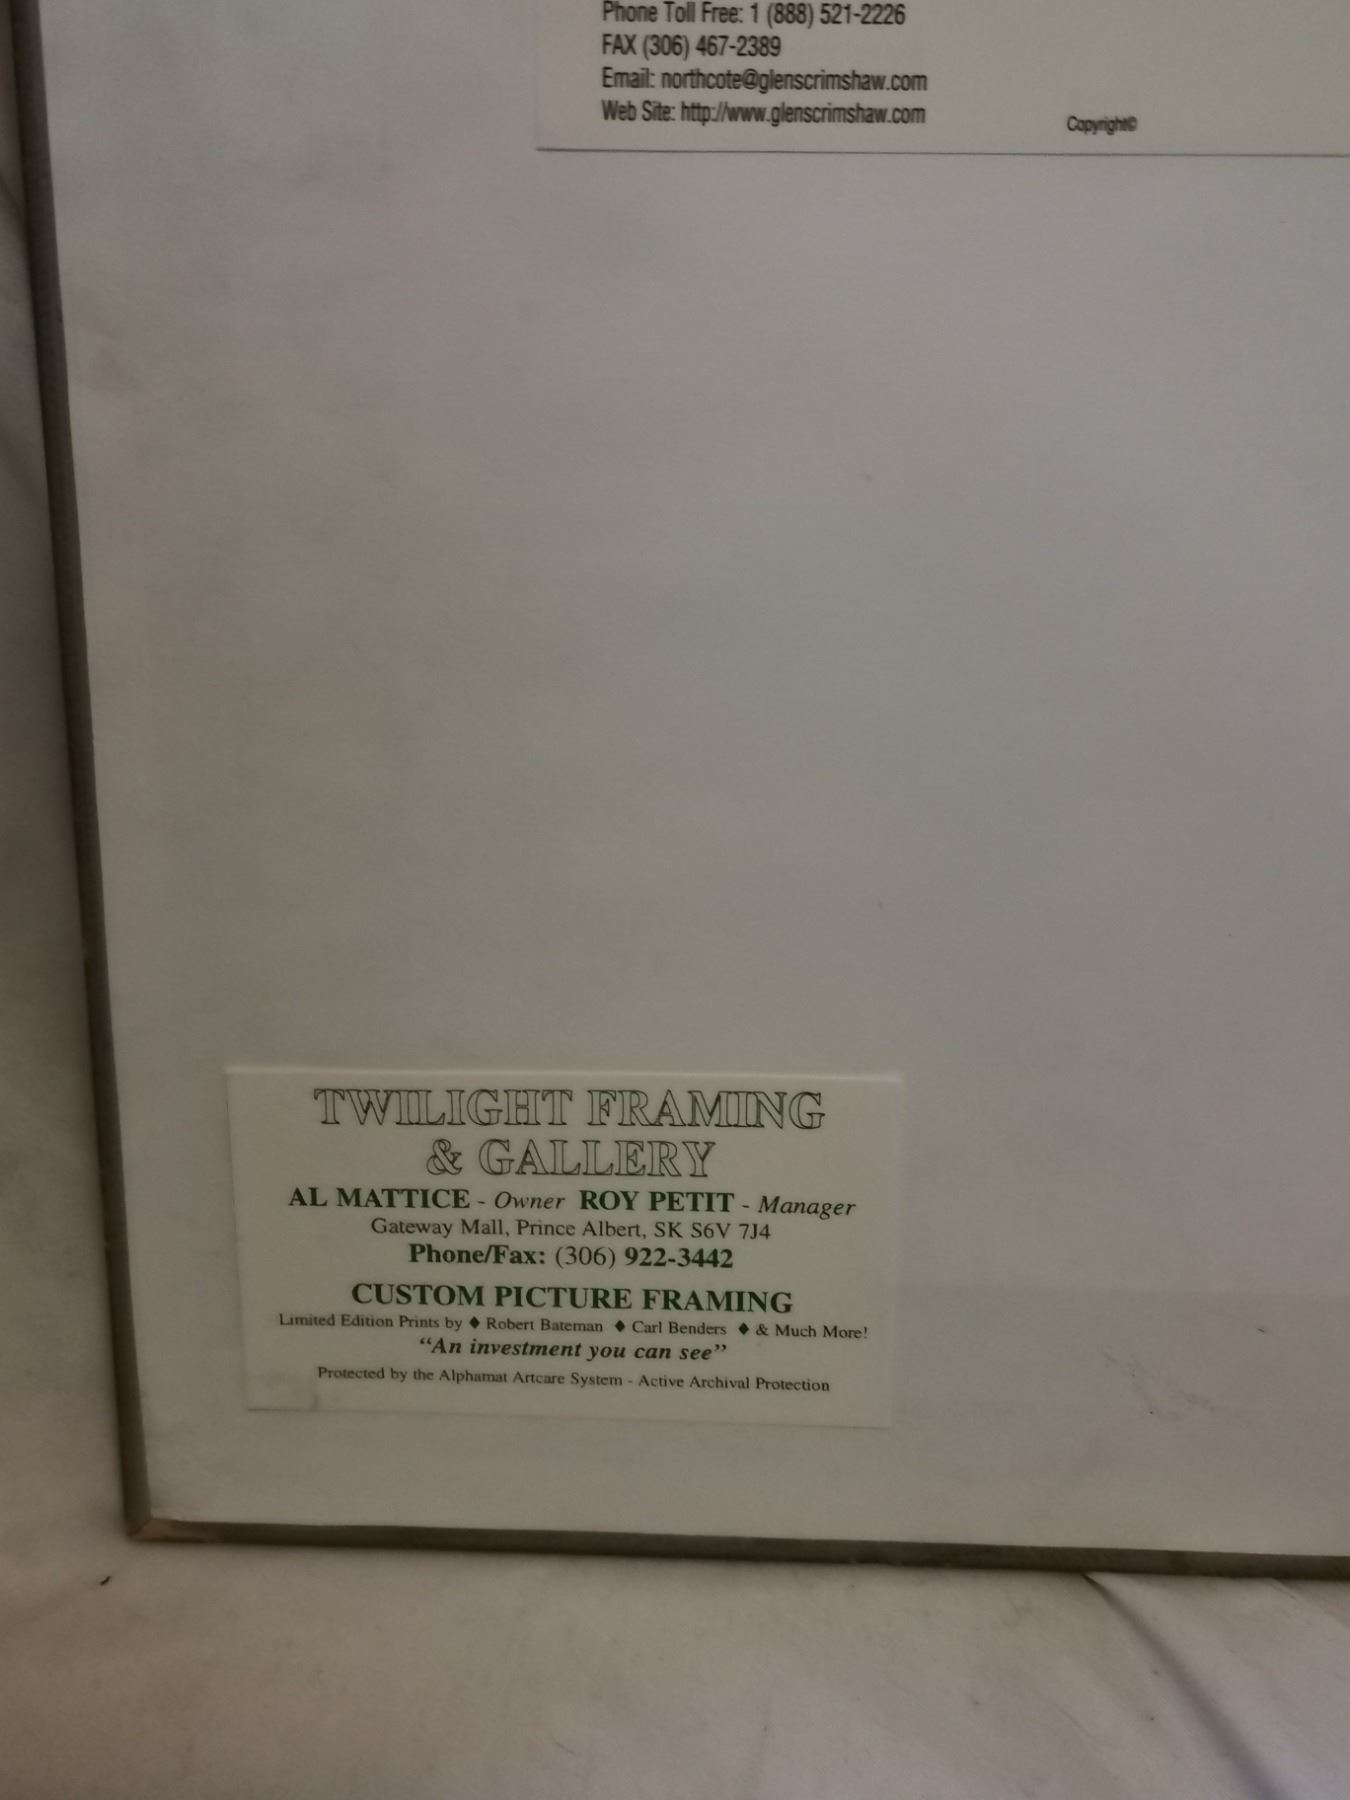 Phone Toll Free: 1 (888) 521-2226
FAX (306) 467-2389
Email: northcote@glenscrimshaw.com
Web Site: http://www.glenscrimshaw.com
Copyright©
TWILIGHT FRAMING
& GALLERY
AL MATTICE - Owner ROY PETIT - Manager
Gateway Mall, Prince Albert, SK S6V 7J4
Phone/Fax: (306) 922-3442
CUSTOM PICTURE FRAMING
Limited Edition Prints by ♦ Robert Bateman ♦ Carl Benders ♦ & Much More!
“An investment you can see”
Protected by the Alphamat Artcare System - Active Archival Protection